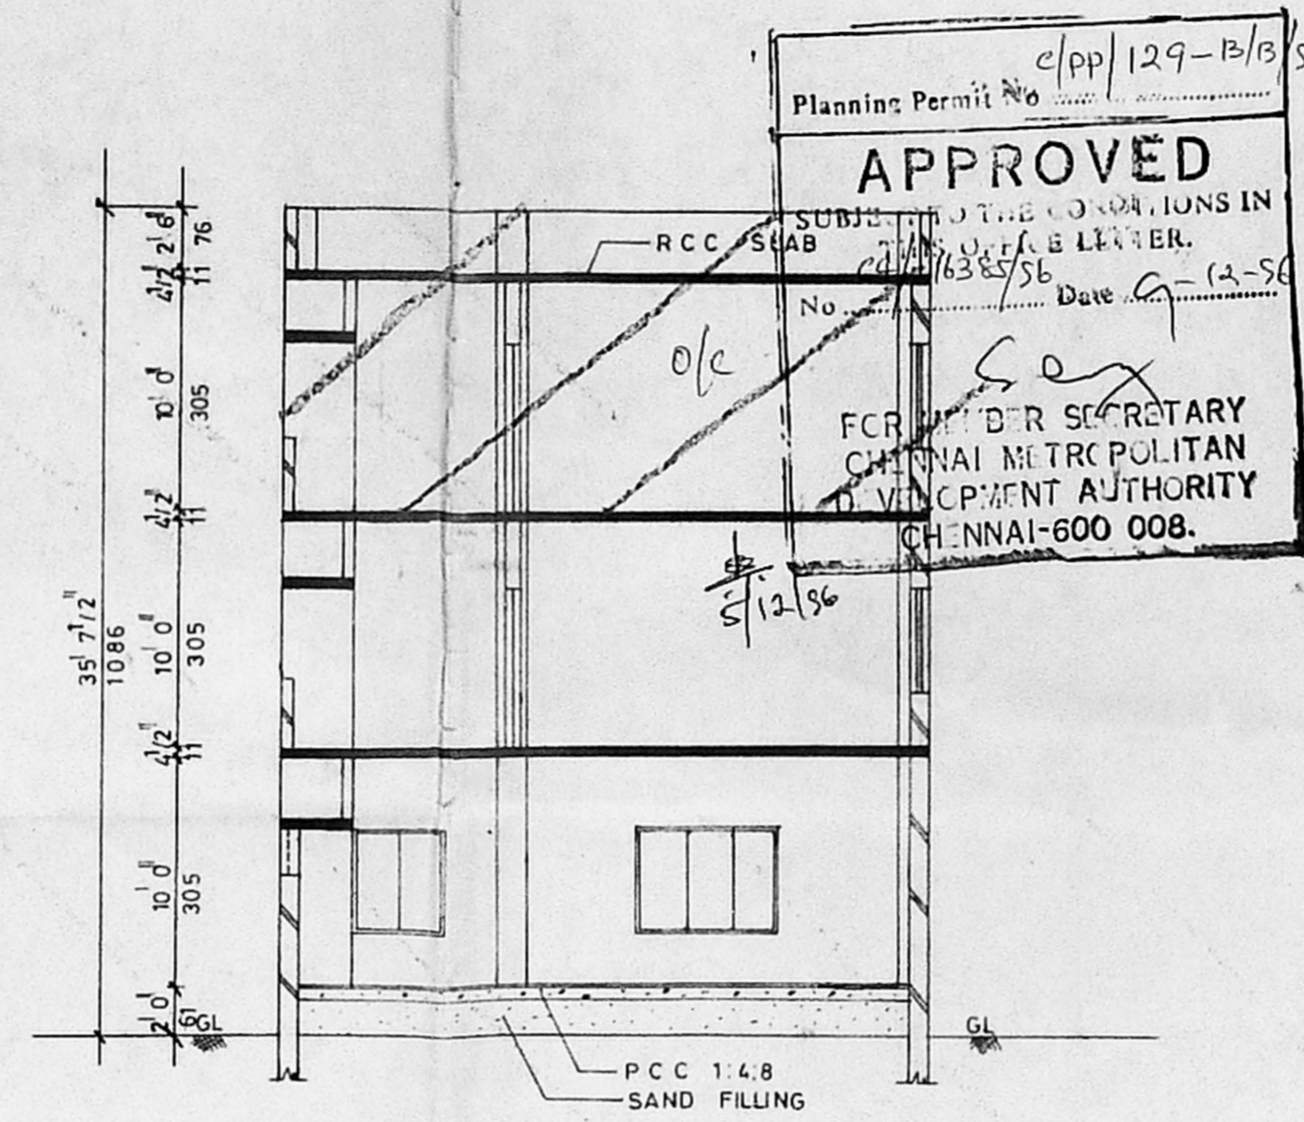 c/pp/129-B/B/
Planning Permit No
APPROVED
SUBJECT TO THE CONDITIONS IN
THIS OFFICE LETTER.
16385/96
No Date 9-12-96
FOR MEMBER SECRETARY
CHENNAI METROPOLITAN
DEVELOPMENT AUTHORITY
CHENNAI-600 008.
RCC SLAB
O/C
5/12/96
35' 7 1/2"
1086
2' 6"
76
4 1/2"
11
10' 0"
305
4 1/2"
11
10' 0"
305
4 1/2"
11
10' 0"
305
2' 0"
61
GL
GL
PCC 1:4:8
SAND FILLING